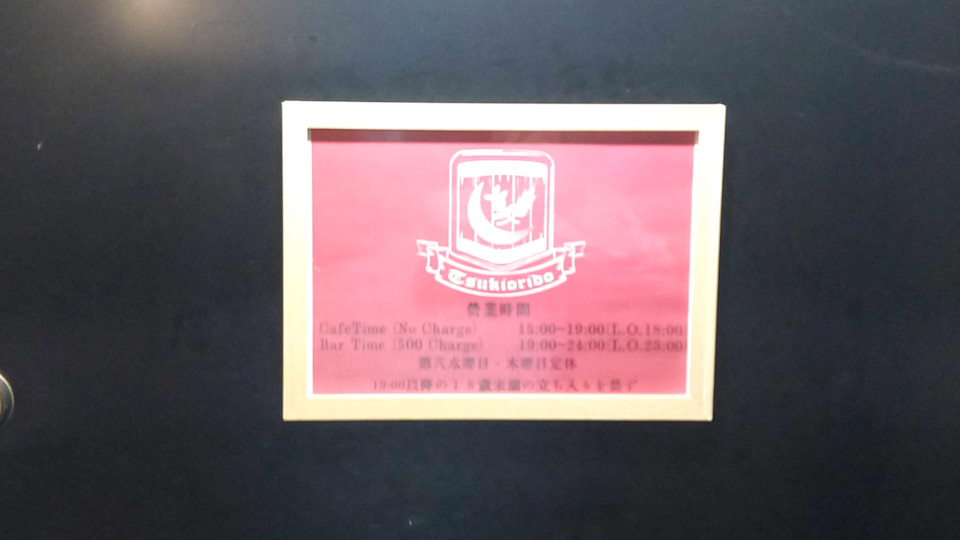 Tsukiorido
營業時間
CafeTime (No Charge) 15:00~19:00(L.O.18:00)
Bar Time (500 Charge) 19:00~24:00(L.O.23:00)
第弐水曜日・木曜日定休
19:00以降の18歳未満の立ち入りを禁ず